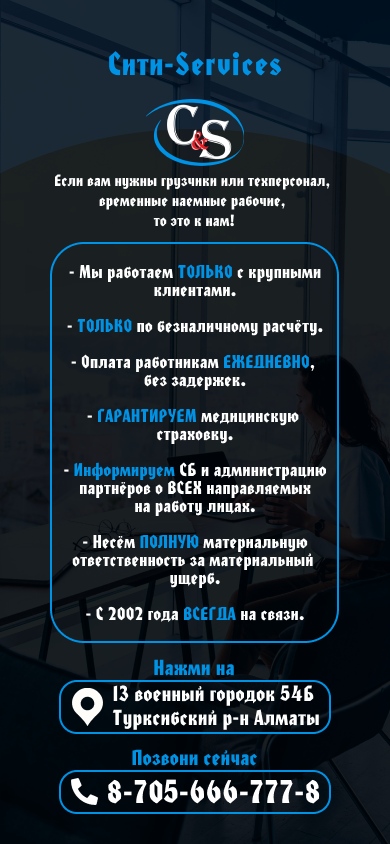 Сити-Services
C&S
Если вам нужны грузчики или техперсонал,
временные наемные рабочие,
то это к нам!
- Мы работаем ТОЛЬКО с крупными
клиентами.
- ТОЛЬКО по безналичному расчёту.
- Оплата работникам ЕЖЕДНЕВНО,
без задержек.
- ГАРАНТИРУЕМ медицинскую
страховку.
- Информируем СБ и администрацию
партнёров о ВСЕХ направляемых
на работу лицах.
- Несём ПОЛНУЮ материальную
ответственность за материальный
ущерб.
- С 2002 года ВСЕГДА на связи.
Нажми на
13 военный городок 54Б
Турксибский р-н Алматы
Позвони сейчас
8-705-666-777-8